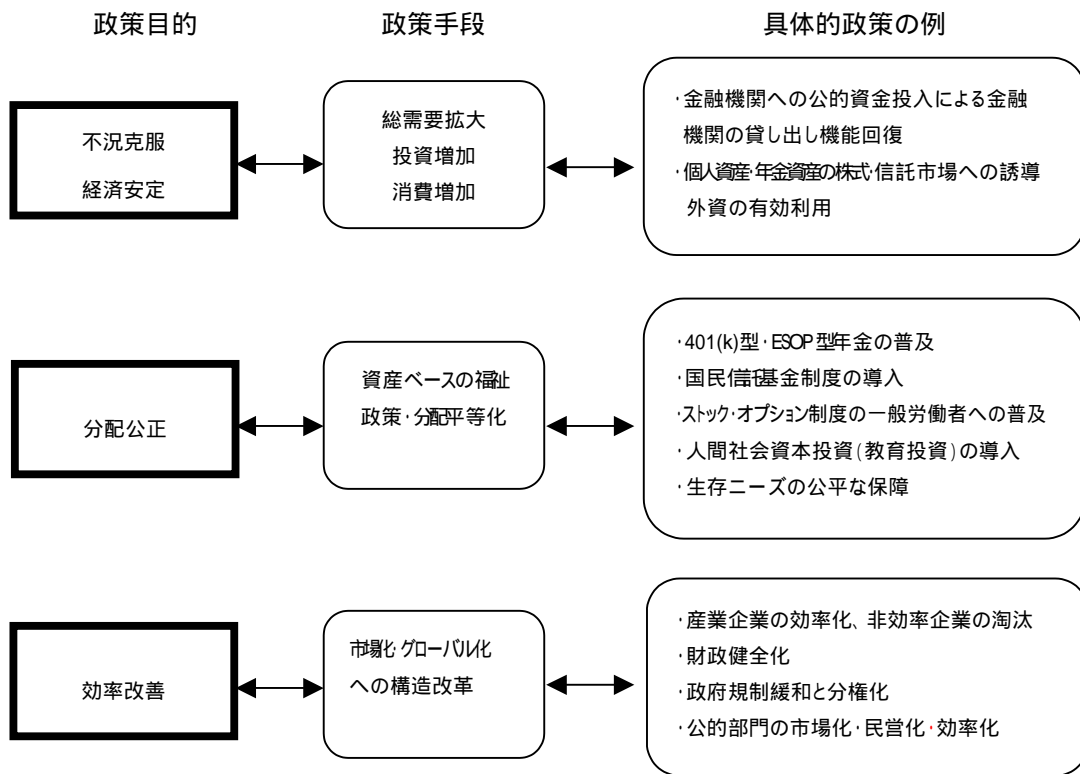 政策目的
政策手段
具体的政策の例
不況克服
経済安定
総需要拡大
投資増加
消費増加
・金融機関への公的資金投入による金融
機関の貸し出し機能回復
・個人資産・年金資産の株式・信託市場への誘導
外資の有効利用
分配公正
資産ベースの福祉
政策・分配平等化
・401(k)型・ESOP型年金の普及
・国民信託基金制度の導入
・ストック・オプション制度の一般労働者への普及
・人間社会資本投資(教育投資)の導入
・生存ニーズの公平な保障
効率改善
市場化・グローバル化
への構造改革
・産業企業の効率化、非効率企業の淘汰
・財政健全化
・政府規制緩和と分権化
・公的部門の市場化・民営化・効率化